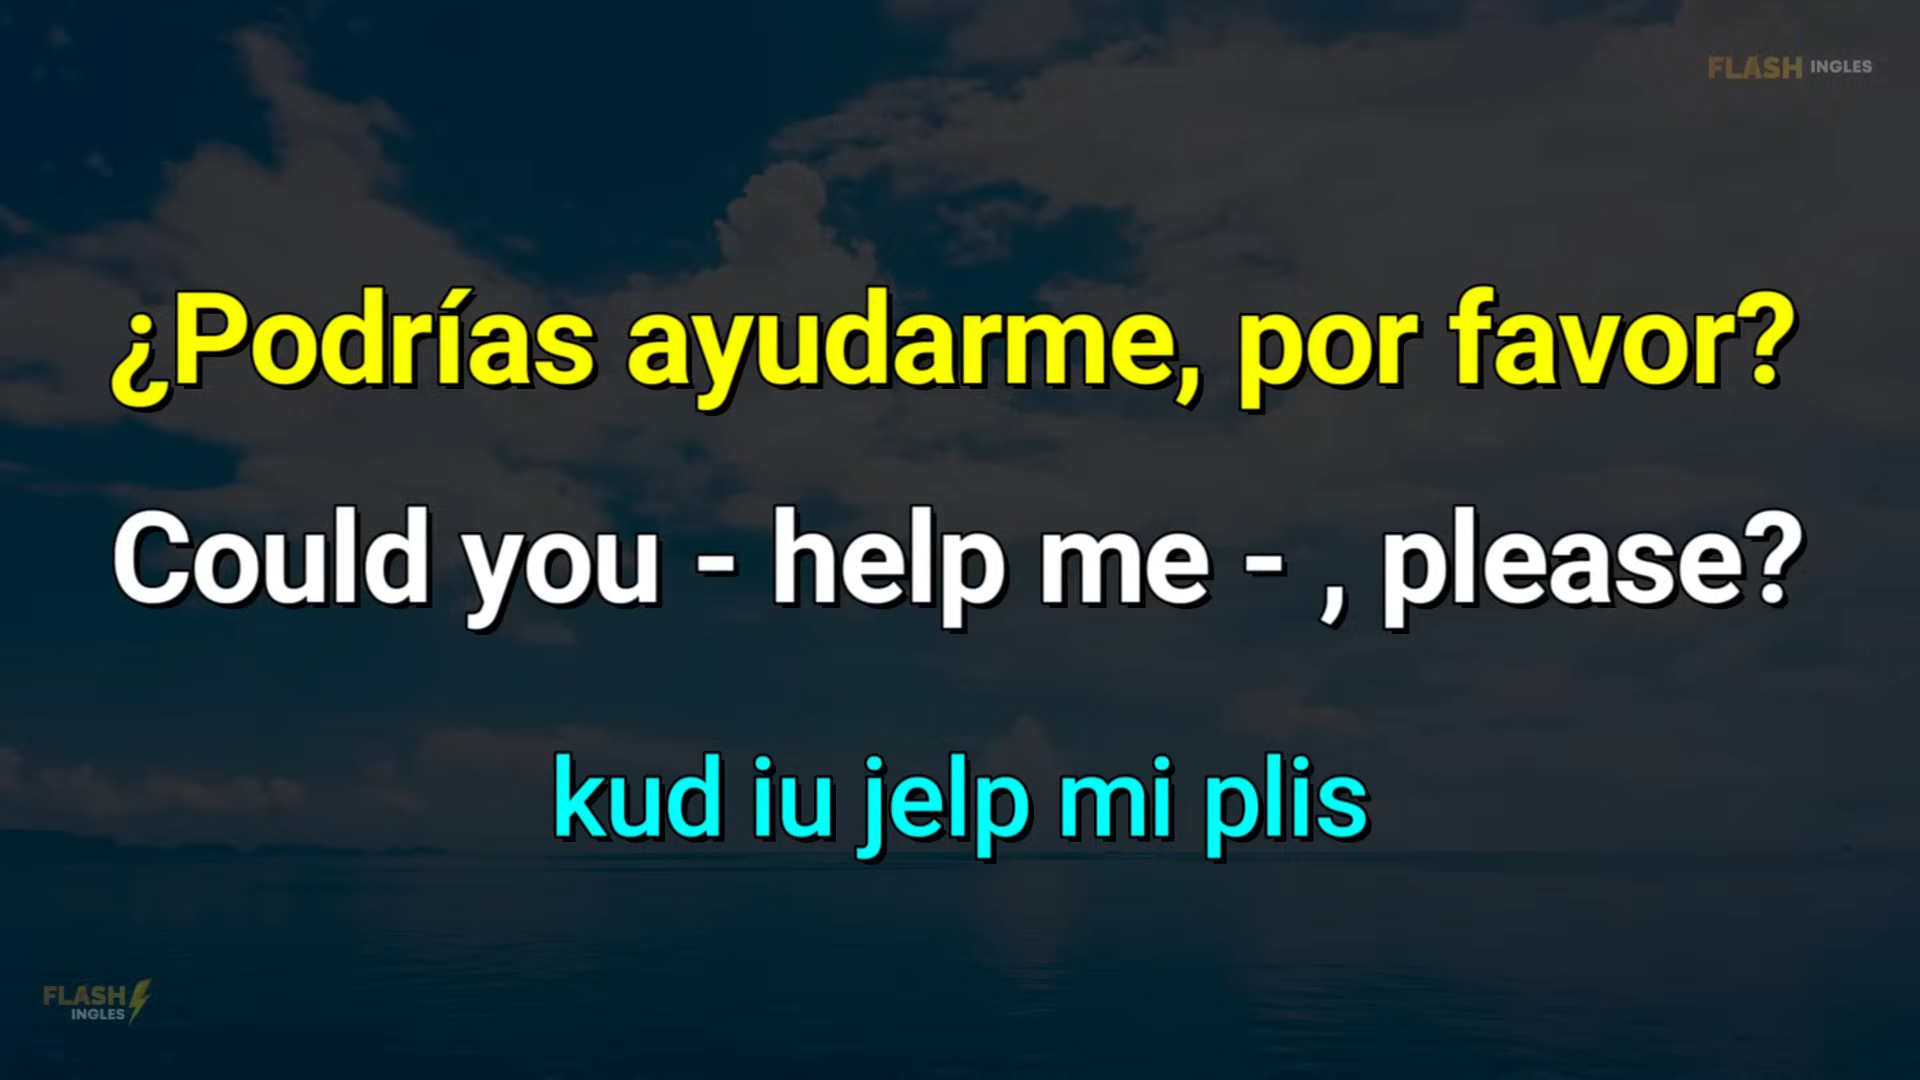 FLASH INGLES
¿Podrías ayudarme, por favor?
Could you - help me - , please?
kud iu jelp mi plis
FLASH
INGLES